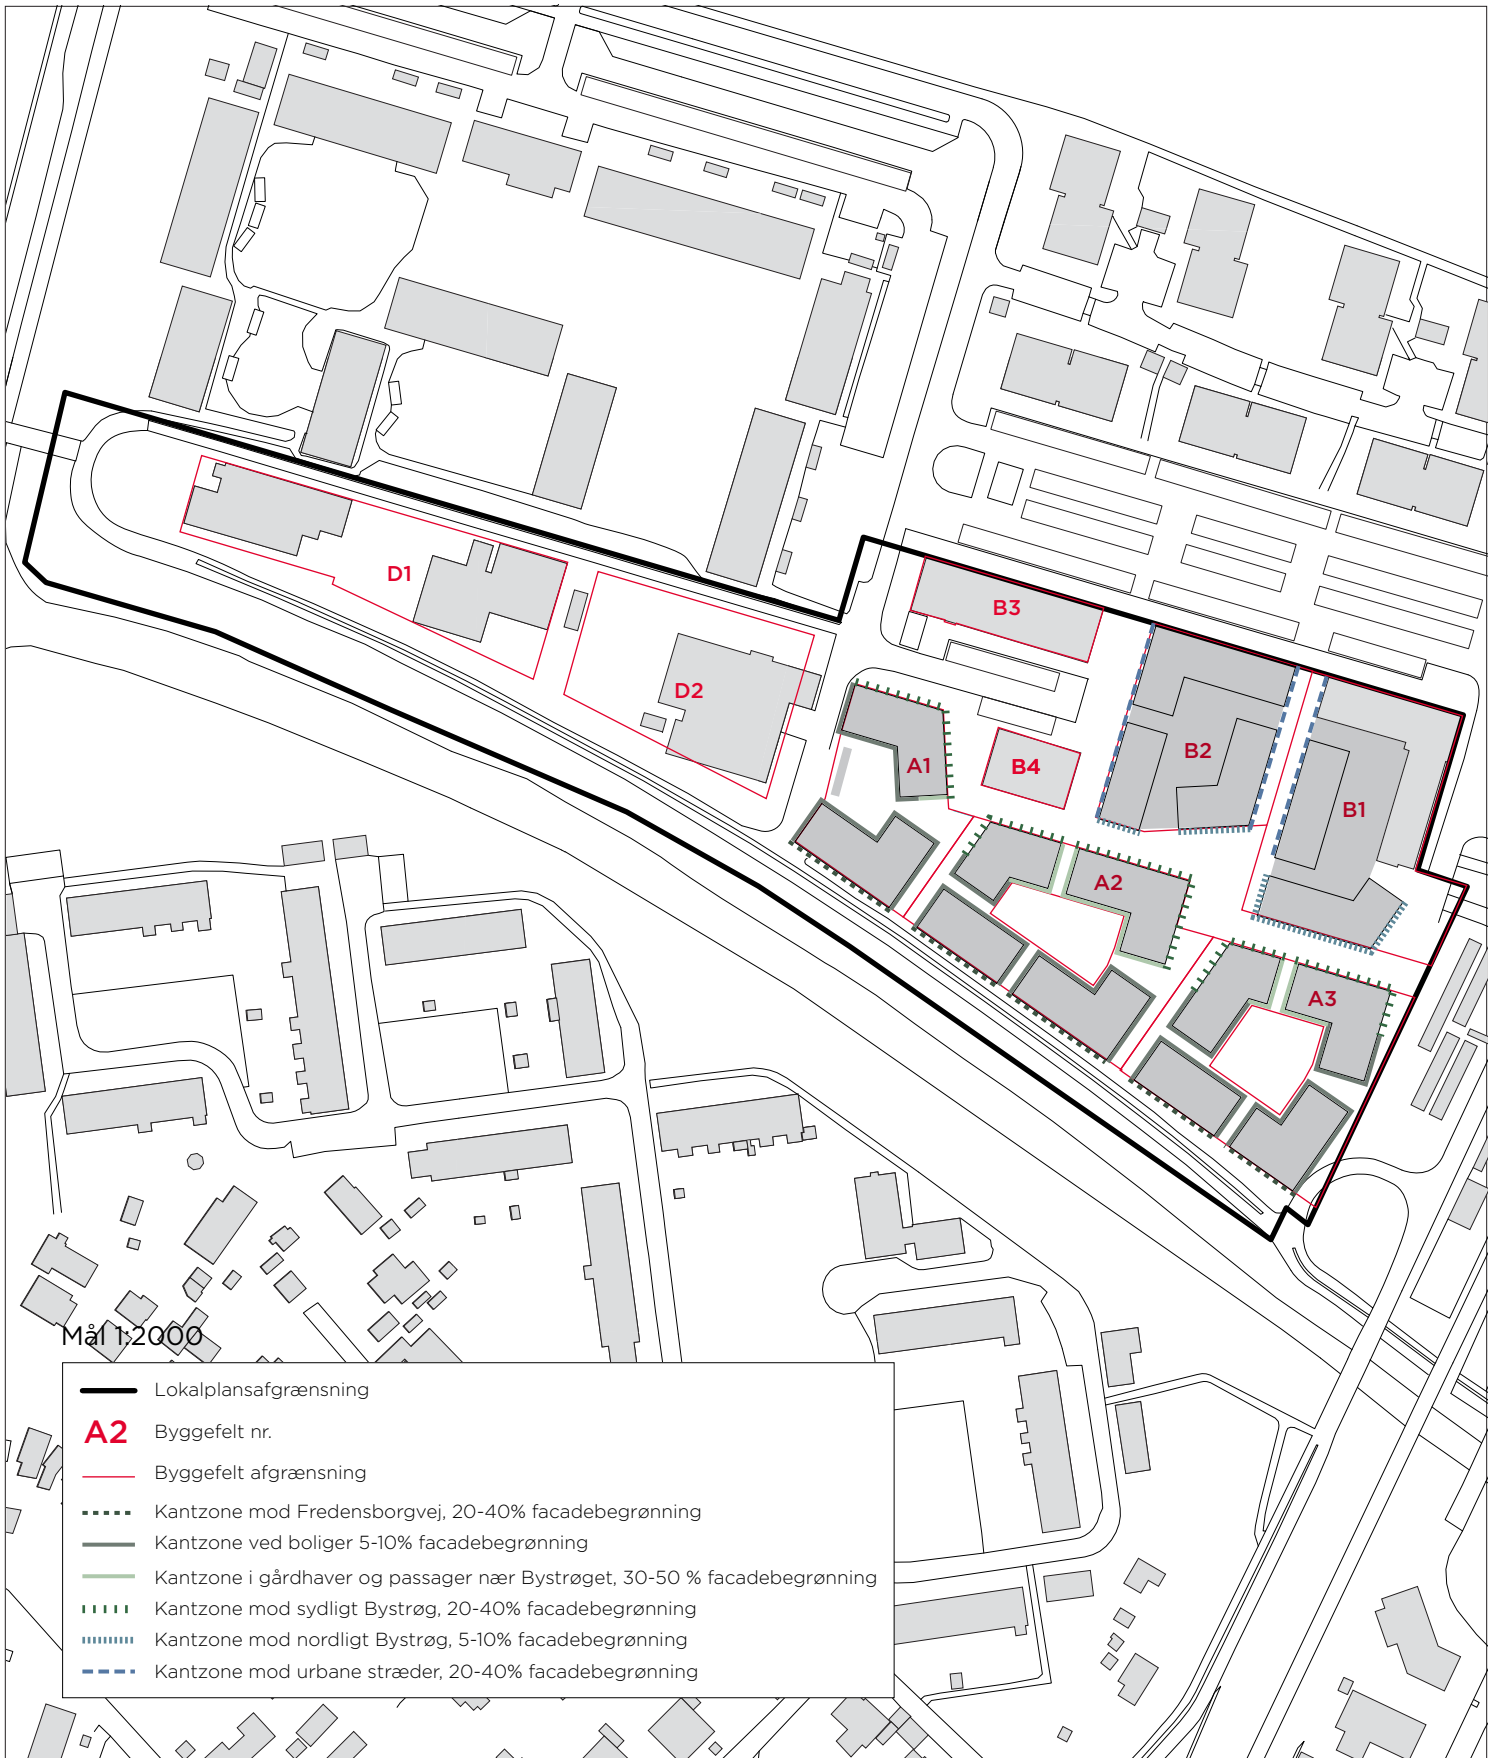 D1
B3
D2
B2
A1
B4
B1
A2
A3
Mål 1:2000
Lokalplansafgrænsning
A2 Byggefelt nr.
Byggefelt afgrænsning
Kantzone mod Fredensborgvej, 20-40% facadebegrønning
Kantzone ved boliger 5-10% facadebegrønning
Kantzone i gårdhaver og passager nær Bystrøget, 30-50 % facadebegrønning
Kantzone mod sydligt Bystrøg, 20-40% facadebegrønning
Kantzone mod nordligt Bystrøg, 5-10% facadebegrønning
Kantzone mod urbane stræder, 20-40% facadebegrønning